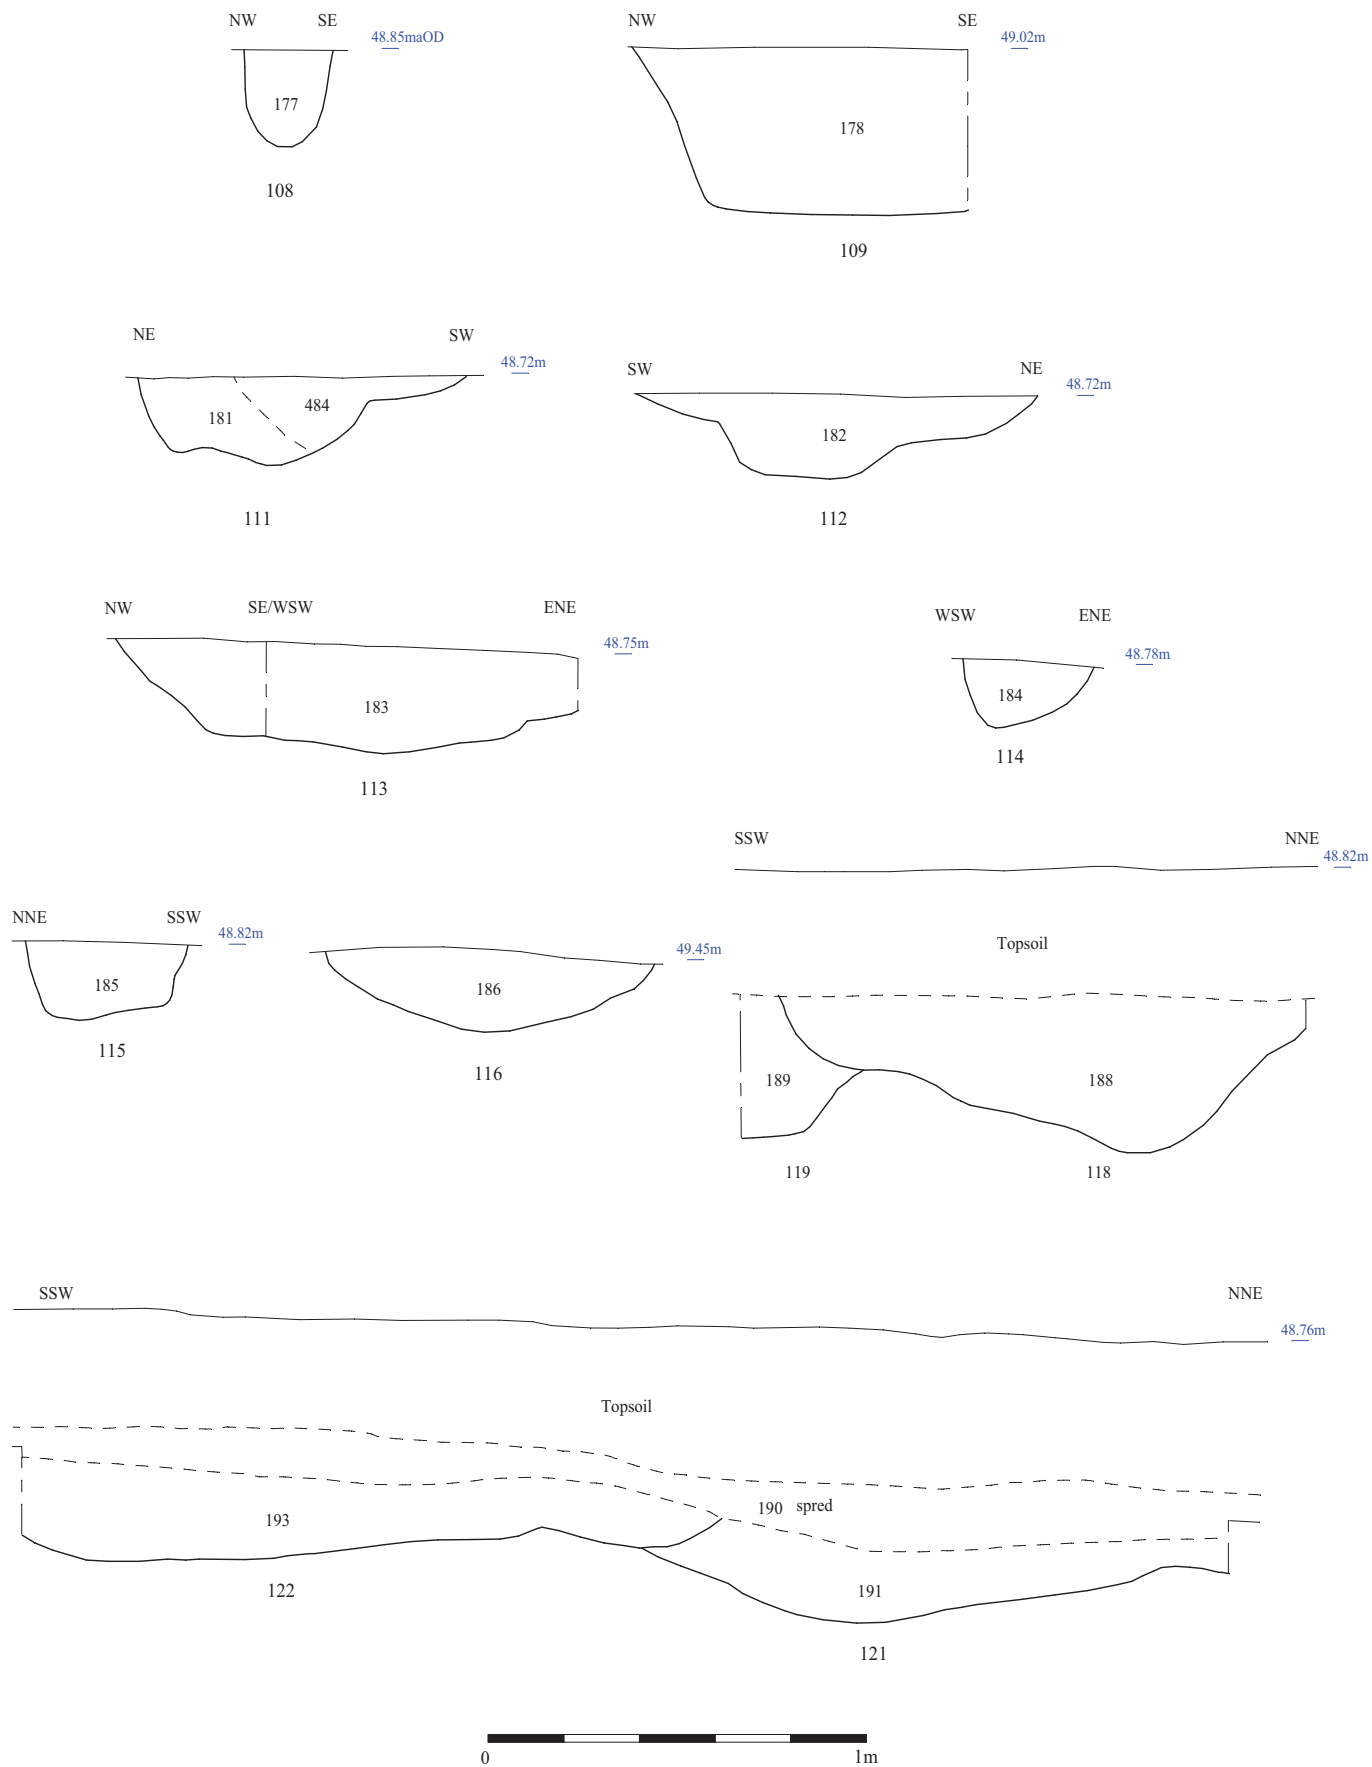 NW SE 48.85maOD
177
108
NW SE 49.02m
178
109
NE SW 48.72m
181 484
111
SW NE 48.72m
182
112
NW SE/WSW ENE 48.75m
183
113
WSW ENE 48.78m
184
114
NNE SSW 48.82m
185
115
49.45m
186
116
SSW NNE 48.82m
Topsoil
189 188
119 118
SSW NNE 48.76m
Topsoil
190 spred
193
191
122
121
0 1m